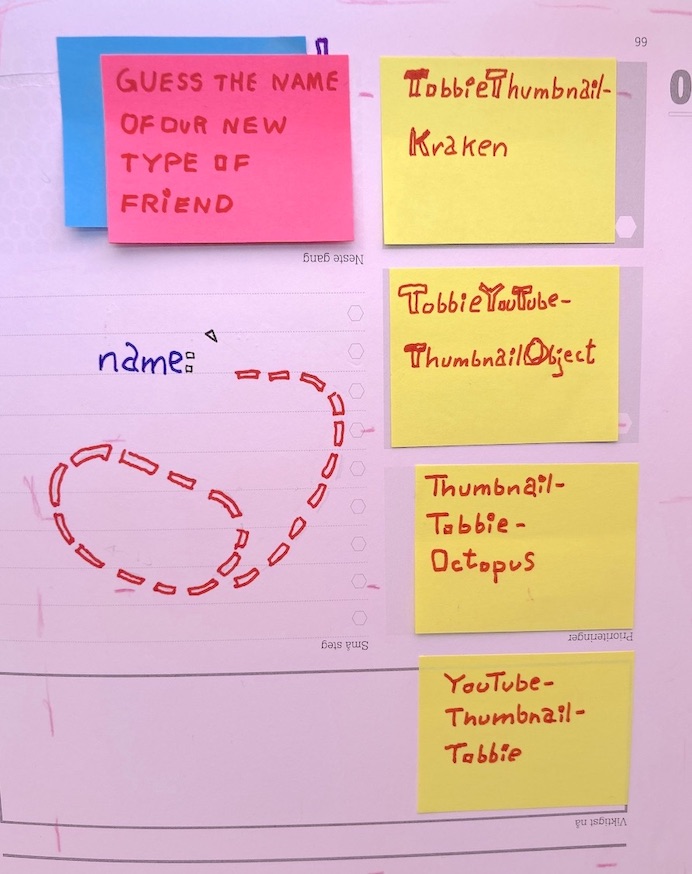 66
GUESS THE NAME
OF OUR NEW
TYPE OF
FRIEND
Neste gang
name:
Små steg
TobbieThumbnail-
Kraken
TobbieYouTube-
ThumbnailObject
Thumbnail-
Tobbie-
Octopus
Prioriteringer
YouTube-
Thumbnail-
Tobbie
Viktigst nå